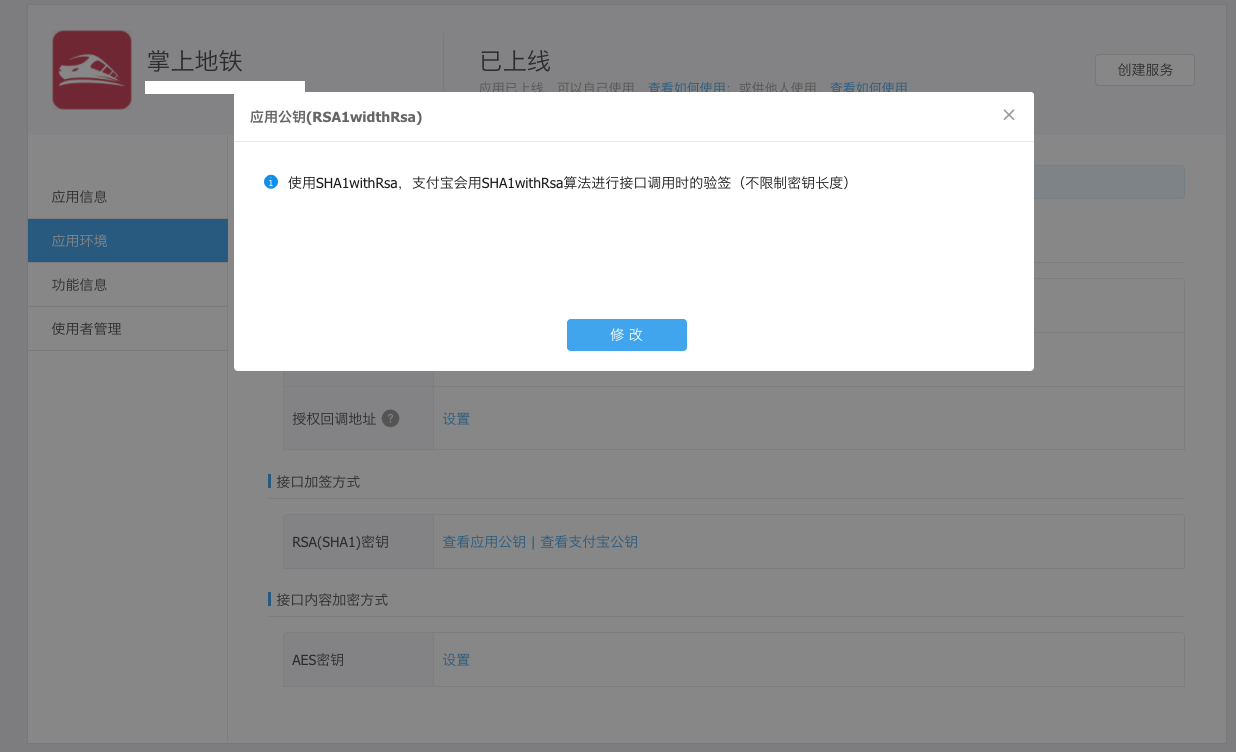 掌上地铁
已上线
创建服务
应用已上线，可以自己使用，查看如何使用；或供他人使用，查看如何使用
应用公钥(RSA1widthRsa)
使用SHA1withRsa，支付宝会用SHA1withRsa算法进行接口调用时的验签（不限制密钥长度）
修 改
应用信息
应用环境
功能信息
使用者管理
授权回调地址 ? 设置
接口加签方式
RSA(SHA1)密钥 查看应用公钥 | 查看支付宝公钥
接口内容加密方式
AES密钥 设置